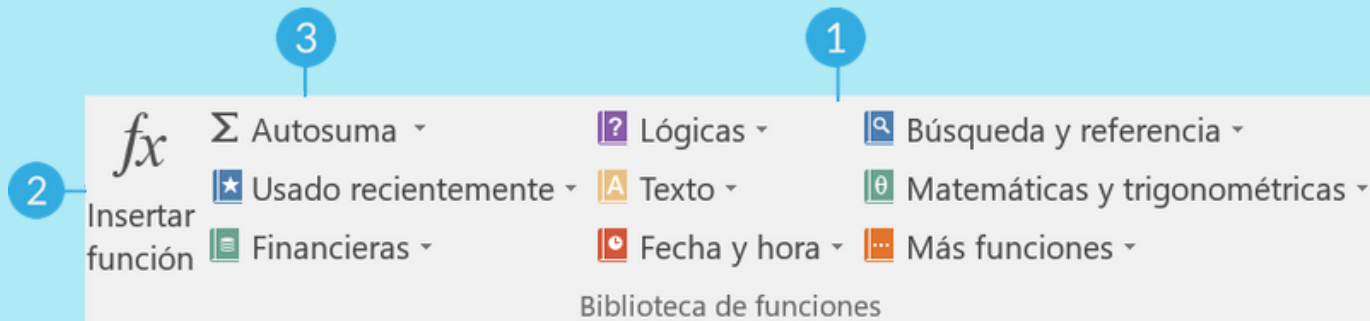 3 1
fx Σ Autosuma Lógicas Búsqueda y referencia
2 Usado recientemente Texto Matemáticas y trigonométricas
Insertar
función Financieras Fecha y hora Más funciones
Biblioteca de funciones